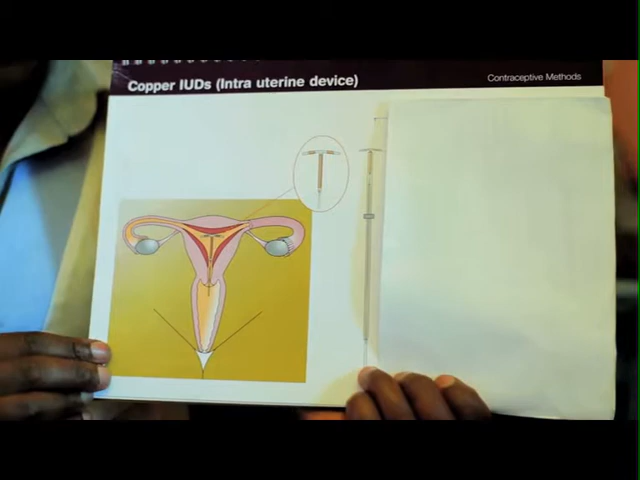 Copper IUDs (Intra uterine device)
Contraceptive Methods